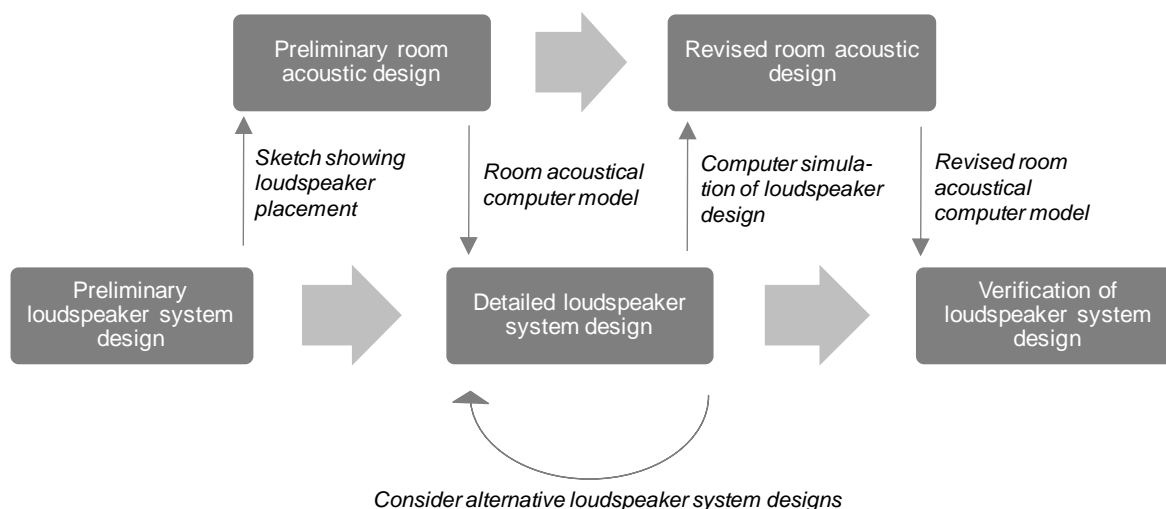 Preliminary room
acoustic design
Revised room acoustic
design
Sketch showing
loudspeaker
placement
Room acoustical
computer model
Computer simula-
tion of loudspeaker
design
Revised room
acoustical
computer model
Preliminary
loudspeaker system
design
Detailed loudspeaker
system design
Verification of
loudspeaker system
design
Consider alternative loudspeaker system designs